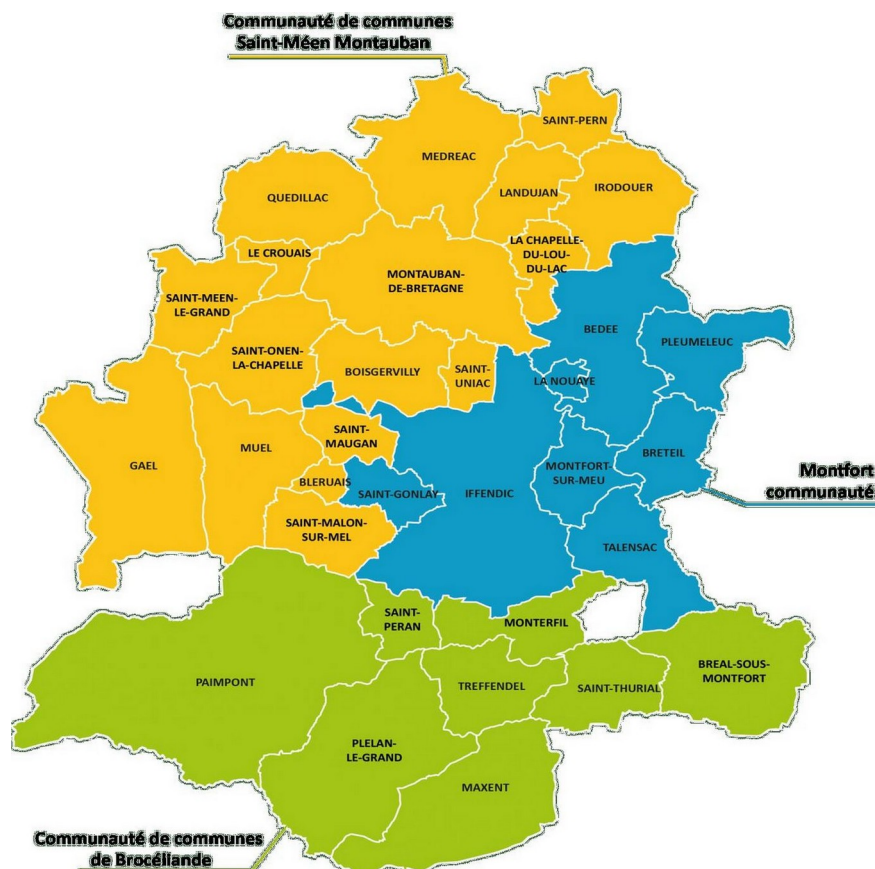 Communauté de communes
Saint-Méen Montauban
SAINT-PERN
MEDREAC
LANDUJAN
IRODOUER
QUEDILLAC
LE CROUAIS
LA CHAPELLE-
DU-LOU-
DU-LAC
MONTAUBAN-
DE-BRETAGNE
SAINT-MEEN-
LE-GRAND
BEDEE
PLEUMELEUC
SAINT-ONEN-
LA-CHAPELLE
BOISGERVILLY
SAINT-
UNIAC
LA NOUAYE
SAINT-
MAUGAN
MUEL
GAEL
BRETEIL
MONTFORT-
SUR-MEU
BLERUAIS
SAINT-GONLAY
IFFENDIC
Montfort
communauté
SAINT-MALON-
SUR-MEL
TALENSAC
SAINT-
PERAN
MONTERFIL
PAIMPONT
TREFFENDEL
SAINT-THURIAL
BREAL-SOUS-
MONTFORT
PLELAN-
LE-GRAND
MAXENT
Communauté de communes
de Brocéliande